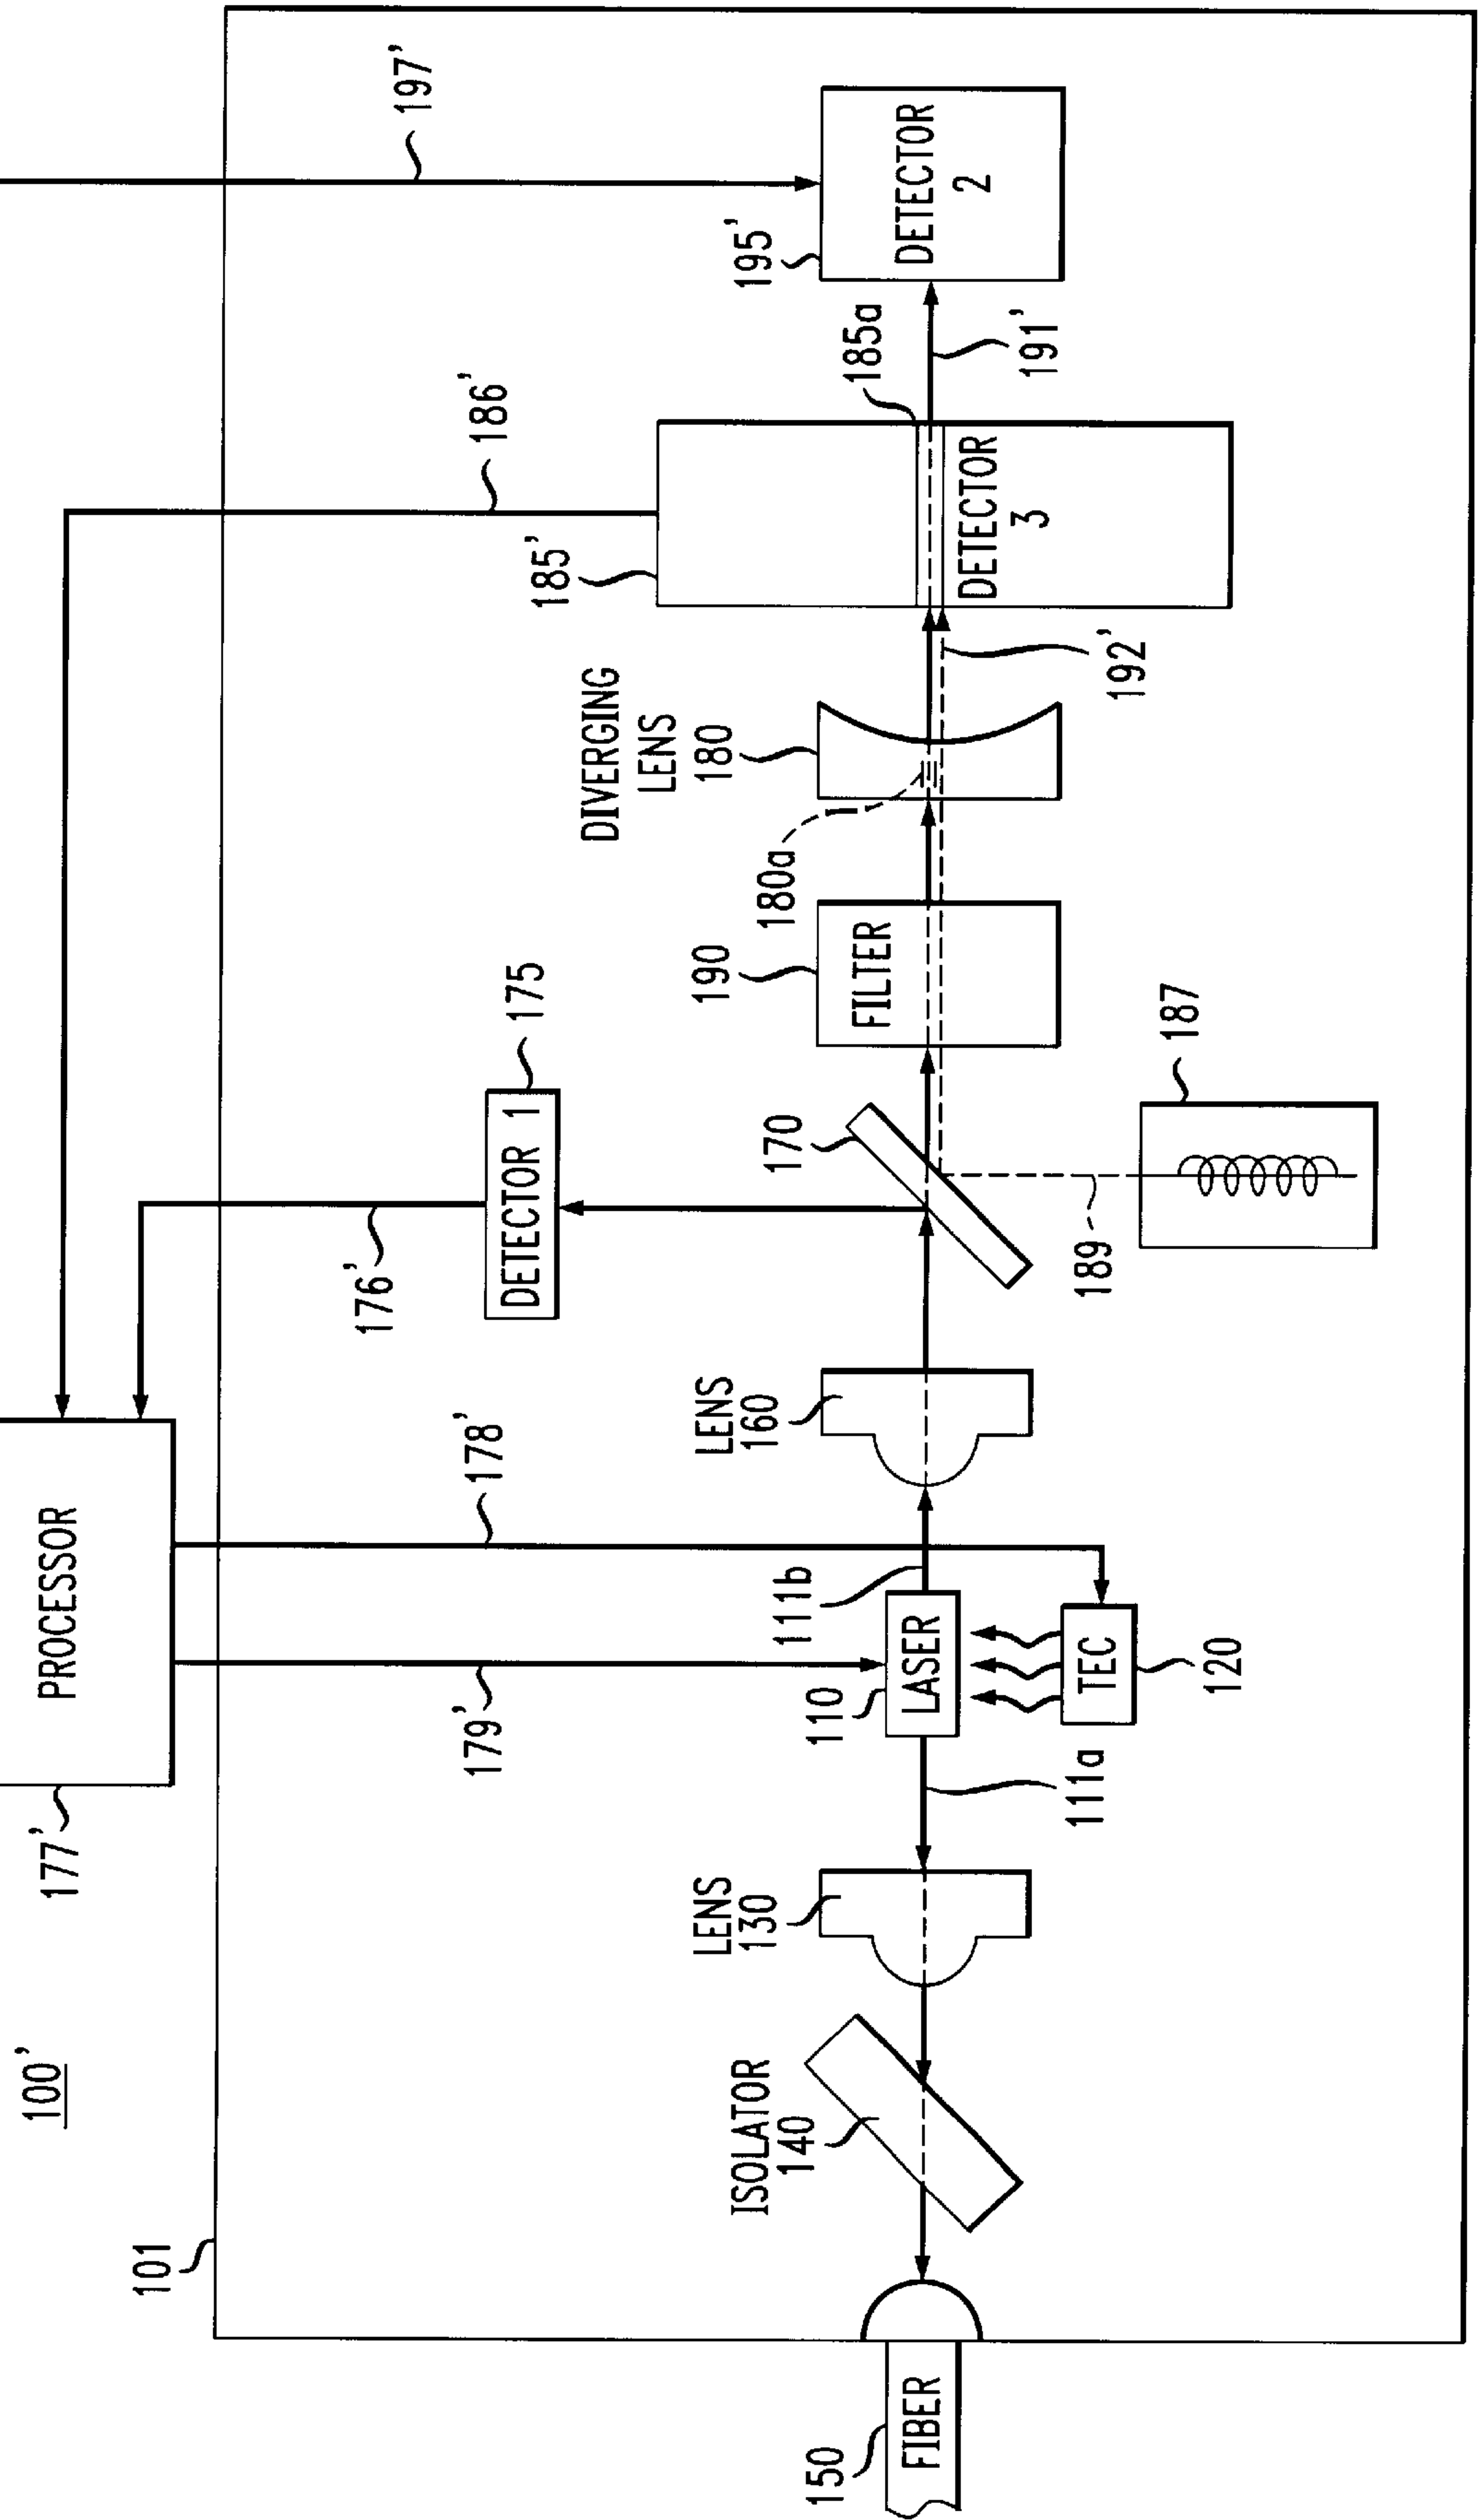 100'
101
177'
PROCESSOR
197'
186'
176'
178'
179'
DETECTOR 1
175
185'
195'
DETECTOR
2
185a
191'
DETECTOR
3
192'
DIVERGING
LENS
180
180a
190
FILTER
170
187
189
LENS
160
111b
110
LASER
TEC
120
111a
LENS
130
ISOLATOR
140
150
FIBER